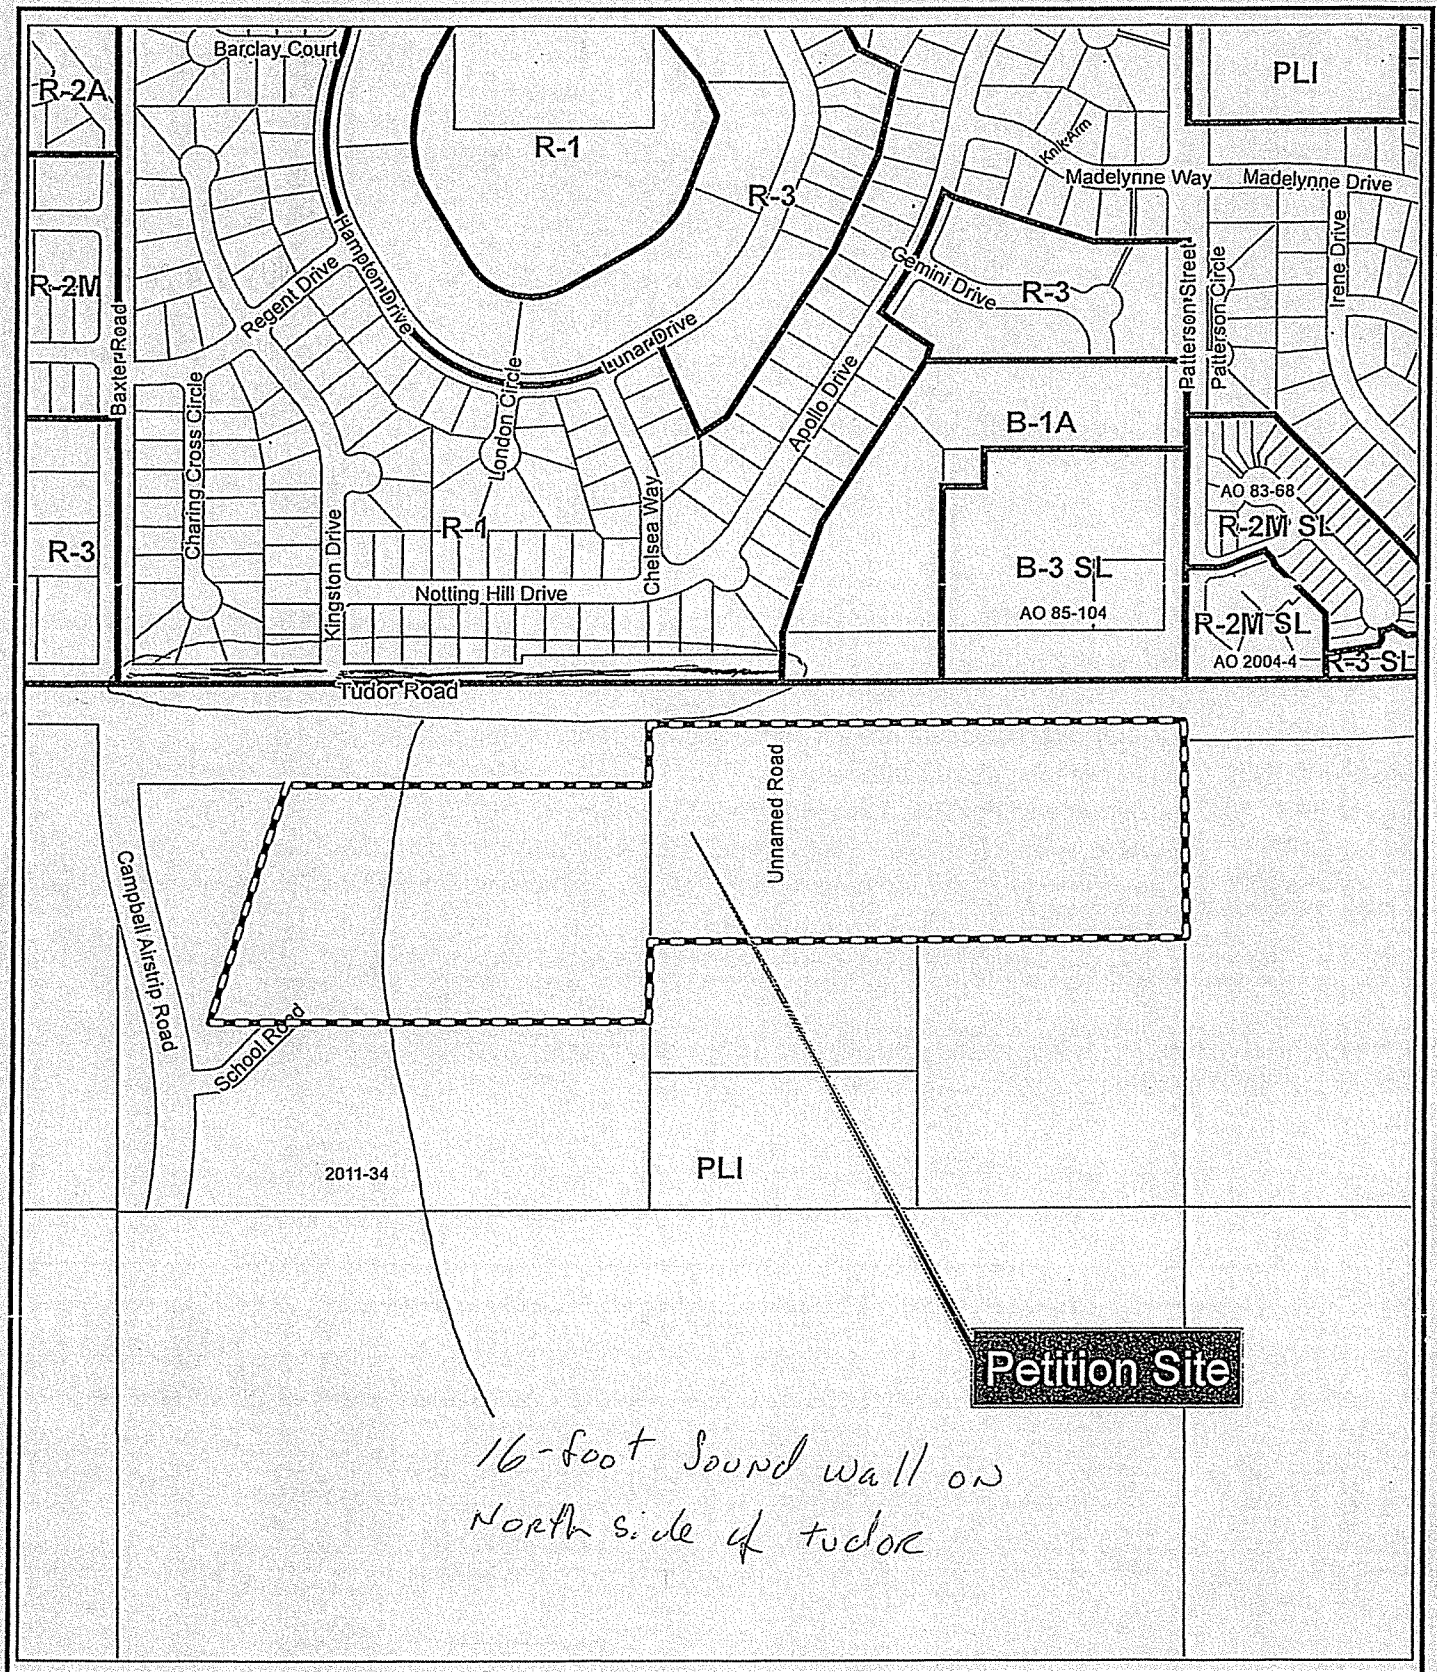 Barclay Court
R-2A
PLI
R-1
Knik Arm
Madelynne Way
Madelynne Drive
R-3
Hampton Drive
Gemini Drive
R-3
Patterson Street
Patterson Circle
Irene Drive
R-2M
Regent Drive
Baxter Road
Lunar Drive
London Circle
Charing Cross Circle
Apollo Drive
B-1A
AO 83-68
R-2M SL
R-1
Chelsea Way
R-3
Kingston Drive
Notting Hill Drive
B-3 SL
AO 85-104
R-2M SL
AO 2004-4
R-3 SL
Tudor Road
Unnamed Road
Campbell Airstrip Road
School Road
2011-34
PLI
Petition Site
16-foot Sound wall on
North side of tudor